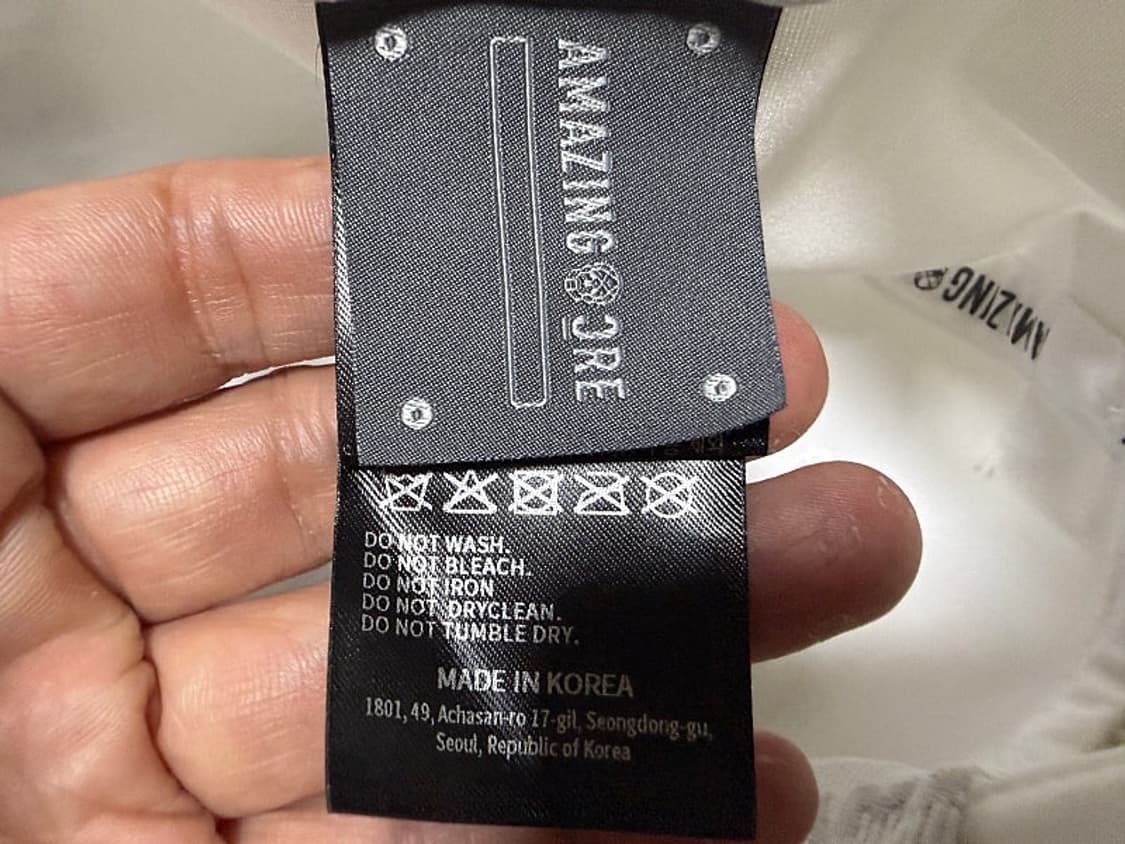 AMAZINGCRE
DO NOT WASH.
DO NOT BLEACH.
DO NOT IRON
DO NOT DRYCLEAN.
DO NOT TUMBLE DRY.
MADE IN KOREA
1801, 49, Achasan-ro 17-gil, Seongdong-gu,
Seoul, Republic of Korea
AMAZING